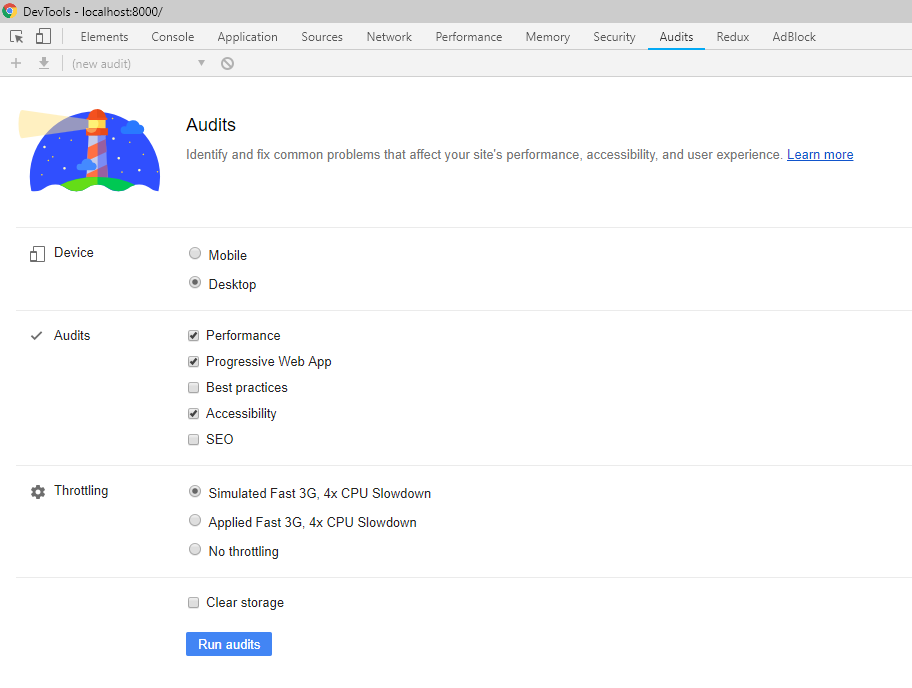 DevTools - localhost:8000/
Elements Console Application Sources Network Performance Memory Security Audits Redux AdBlock
(new audit)
Audits
Identify and fix common problems that affect your site's performance, accessibility, and user experience. Learn more
Device
Mobile
Desktop
Audits
Performance
Progressive Web App
Best practices
Accessibility
SEO
Throttling
Simulated Fast 3G, 4x CPU Slowdown
Applied Fast 3G, 4x CPU Slowdown
No throttling
Clear storage
Run audits